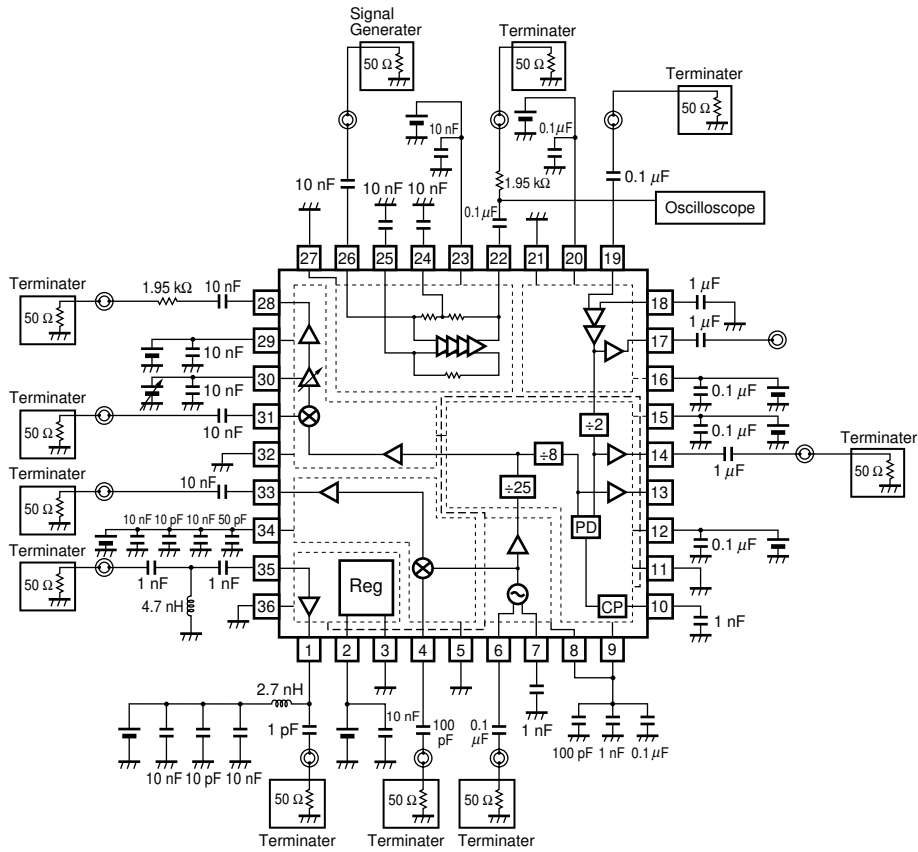 Signal
Generater
50 Ω
Terminater
50 Ω
Terminater
50 Ω
10 nF
0.1 μF
10 nF
10 nF
10 nF
1.95 kΩ
0.1 μF
0.1 μF
Oscilloscope
27
26
25
24
23
22
21
20
19
Terminater
50 Ω
1.95 kΩ
10 nF
28
29
10 nF
30
10 nF
Terminater
50 Ω
10 nF
31
32
Terminater
50 Ω
10 nF
33
10 nF
10 pF
10 nF
50 pF
34
Terminater
50 Ω
1 nF
1 nF
35
4.7 nH
36
18
1 μF
17
1 μF
16
0.1 μF
15
0.1 μF
14
1 μF
Terminater
50 Ω
13
12
0.1 μF
11
10
1 nF
÷2
÷8
÷25
PD
CP
Reg
1
2
3
4
5
6
7
8
9
2.7 nH
1 pF
10 nF
10 pF
10 nF
10 nF
100
pF
0.1
μF
1 nF
100 pF
1 nF
0.1 μF
50 Ω
Terminater
50 Ω
Terminater
50 Ω
Terminater